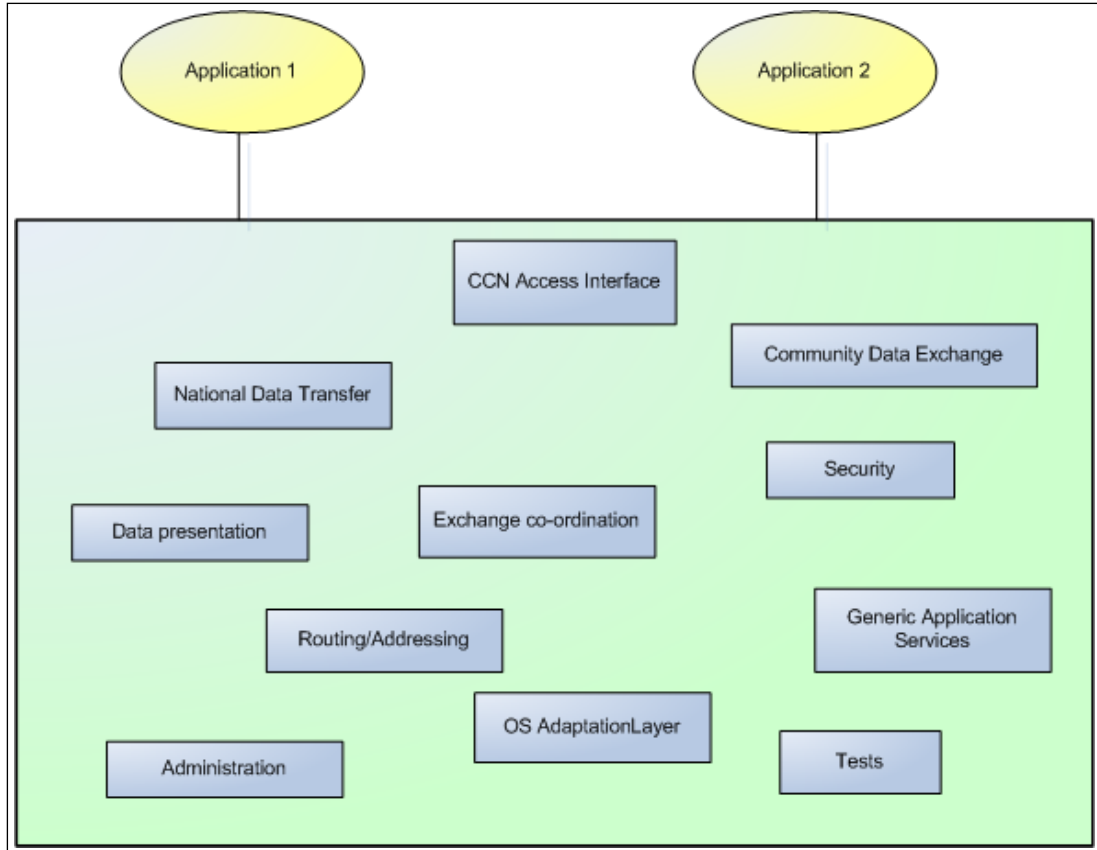 Application 1
Application 2
CCN Access Interface
Community Data Exchange
National Data Transfer
Security
Exchange co-ordination
Data presentation
Generic Application
Services
Routing/Addressing
OS AdaptationLayer
Tests
Administration